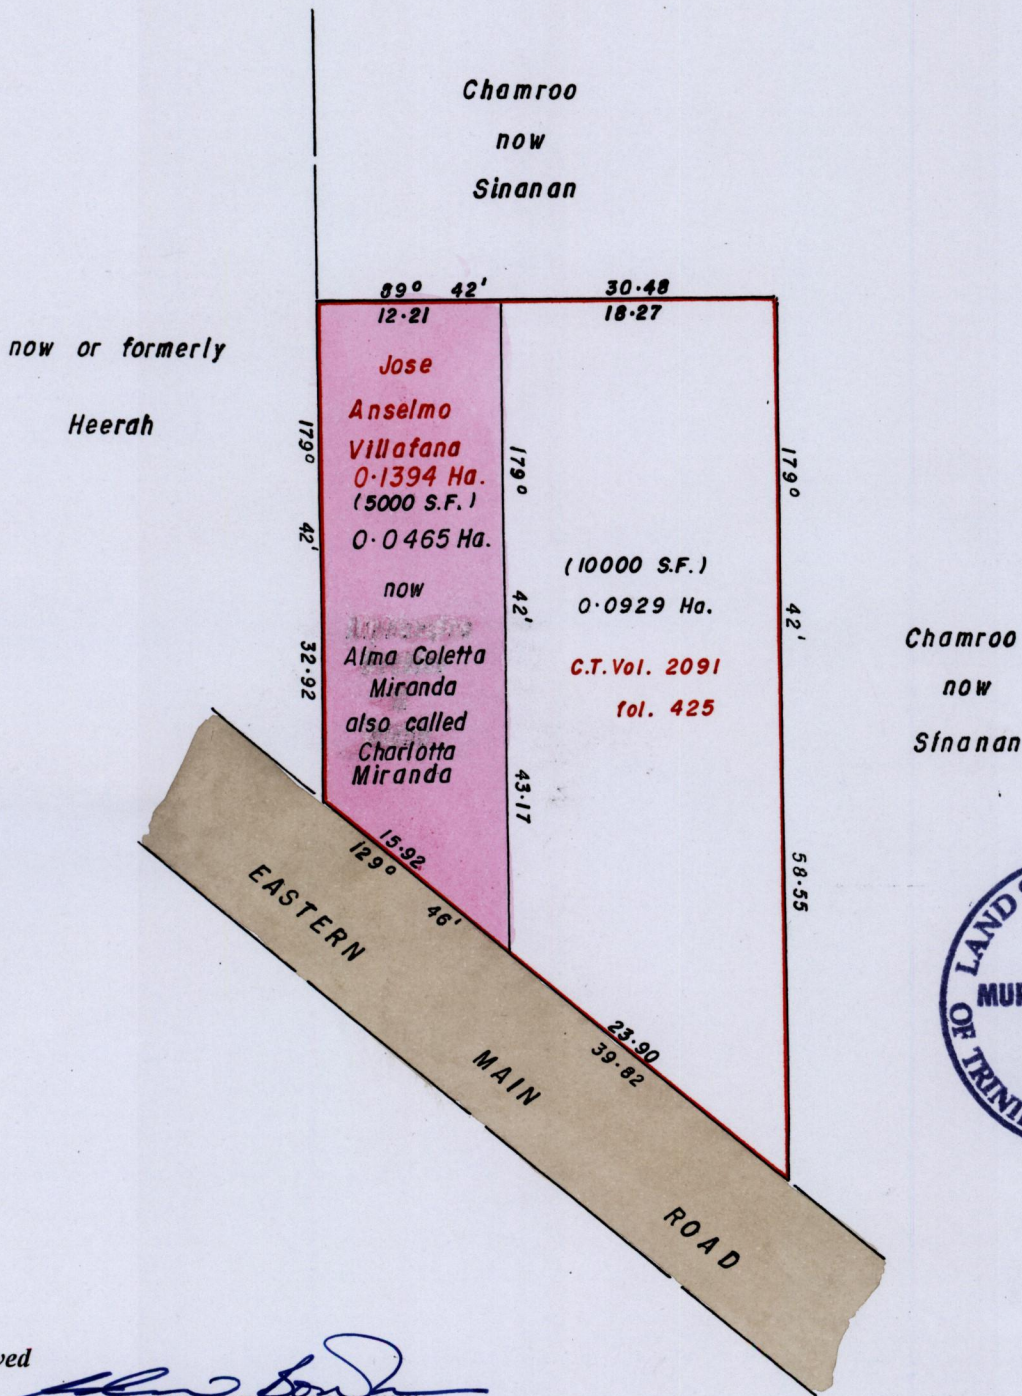 Chamroo
now
Sinanan
89° 42' 30·48
12·21 18·27
now or formerly
Heerah
Jose
Anselmo
Villafana
0·1394 Ha.
(5000 S.F.)
0·0465 Ha.
now
Alma Coletta
Miranda
also called
Charlotta
Miranda
179° 42' 32·92
179° 42' 43·17
(10000 S.F.)
0·0929 Ha.
C.T. Vol. 2091
fol. 425
179° 42' 58·55
Chamroo
now
Sinanan
15·92
129° 46'
23·90
39·82
EASTERN MAIN ROAD
OF TRINI
LAND
MU